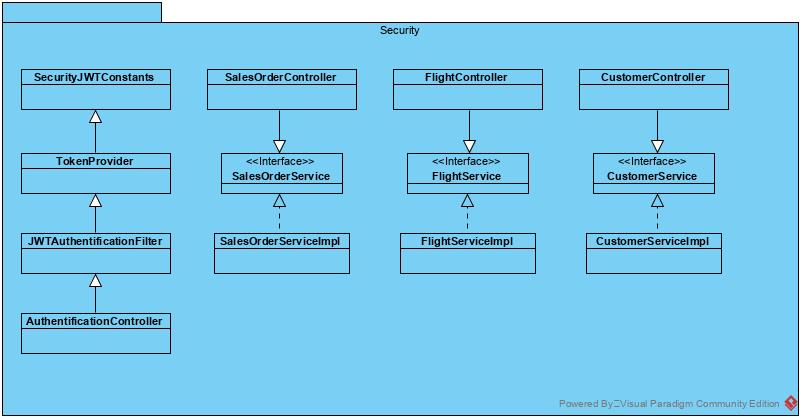 Security
SecurityJWTConstants
SalesOrderController
FlightController
CustomerController
TokenProvider
<<Interface>>
SalesOrderService
<<Interface>>
FlightService
<<Interface>>
CustomerService
JWTAuthentificationFilter
SalesOrderServiceImpl
FlightServiceImpl
CustomerServiceImpl
AuthentificationController
Powered By Visual Paradigm Community Edition